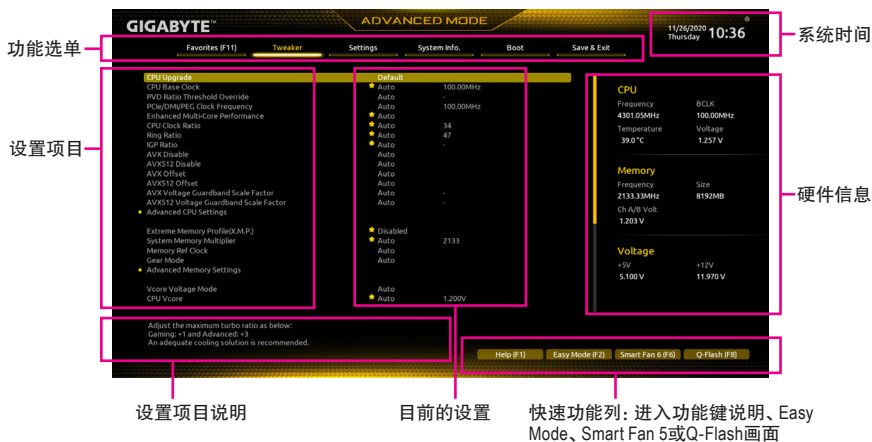 GIGABYTE™
ADVANCED MODE
11/26/2020
Thursday 10:36
系统时间
功能选单
Favorites (F11) Tweaker Settings System Info. Boot Save & Exit
设置项目
CPU Upgrade Default
CPU Base Clock Auto 100.00MHz
PVD Ratio Threshold Override Auto -
PCIe/DMI/PEG Clock Frequency Auto 100.00MHz
Enhanced Multi-Core Performance Auto
CPU Clock Ratio Auto 34
Ring Ratio Auto 47
IGP Ratio Auto -
AVX Disable Auto
AVX512 Disable Auto
AVX Offset Auto
AVX512 Offset Auto
AVX Voltage Guardband Scale Factor Auto -
AVX512 Voltage Guardband Scale Factor Auto -
Advanced CPU Settings
Extreme Memory Profile(X.M.P.) Disabled
System Memory Multiplier Auto 2133
Memory Ref Clock Auto
Gear Mode Auto
Advanced Memory Settings
Vcore Voltage Mode Auto
CPU Vcore Auto 1.200V
CPU
Frequency BCLK
4301.05MHz 100.00MHz
Temperature Voltage
39.0 °C 1.257 V
Memory
Frequency Size
2133.33MHz 8192MB
Ch A/B Volt
1.203 V
Voltage
+5V +12V
5.100 V 11.970 V
硬件信息
Adjust the maximum turbo ratio as below:
Gaming: +1 and Advanced: +3
An adequate cooling solution is recommended.
Help (F1) Easy Mode (F2) Smart Fan 6 (F6) Q-Flash (F8)
设置项目说明
目前的设置
快速功能列: 进入功能键说明、Easy
Mode、Smart Fan 5或Q-Flash画面